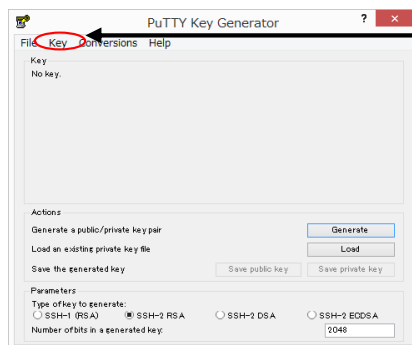 PuTTY Key Generator ? ×
File Key Conversions Help
Key
No key.
Actions
Generate a public/private key pair Generate
Load an existing private key file Load
Save the generated key Save public key Save private key
Parameters
Type of key to generate:
SSH-1 (RSA) SSH-2 RSA SSH-2 DSA SSH-2 ECDSA
Number of bits in a generated key: 2048